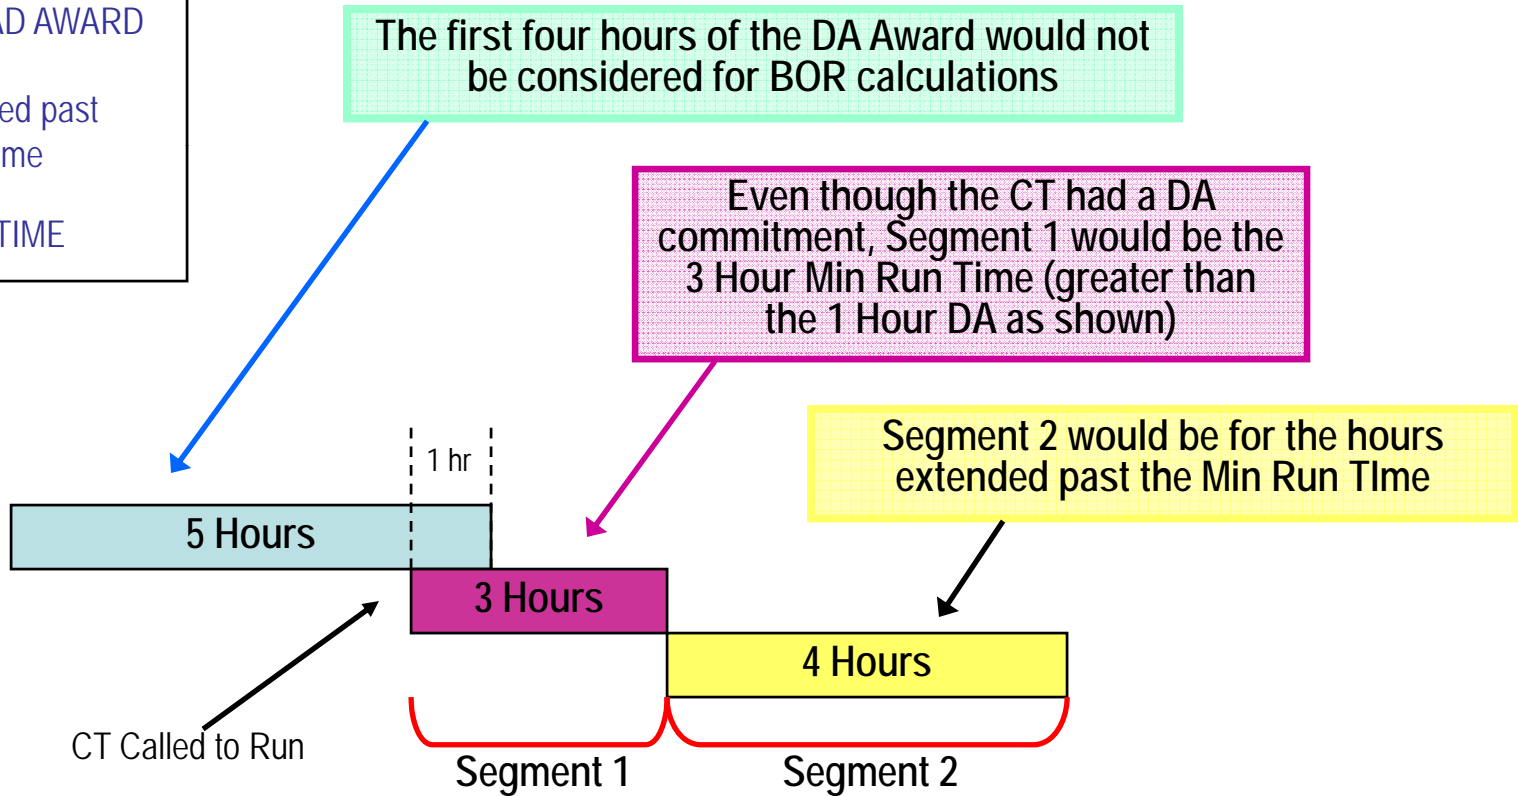 AD AWARD
ed past
me
TIME
The first four hours of the DA Award would not
be considered for BOR calculations
Even though the CT had a DA
commitment, Segment 1 would be the
3 Hour Min Run Time (greater than
the 1 Hour DA as shown)
Segment 2 would be for the hours
extended past the Min Run TIme
1 hr
5 Hours
3 Hours
4 Hours
CT Called to Run
Segment 1
Segment 2